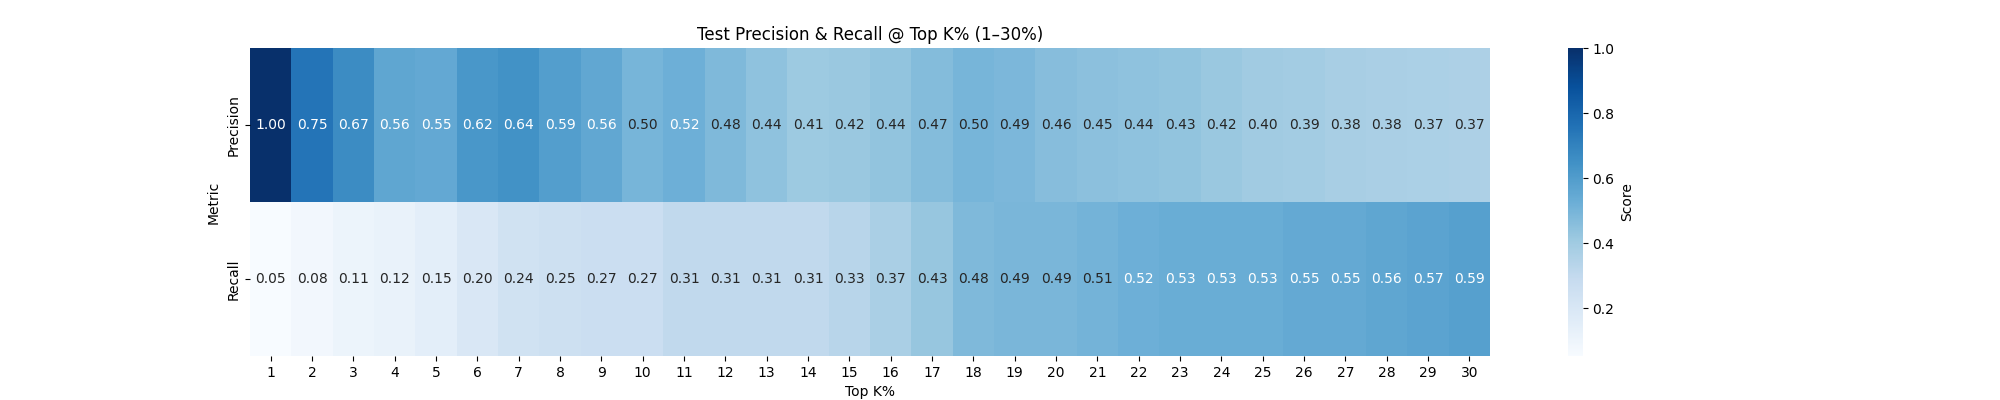 Test Precision & Recall @ Top K% (1–30%)
Metric
Precision
1.00 0.75 0.67 0.56 0.55 0.62 0.64 0.59 0.56 0.50 0.52 0.48 0.44 0.41 0.42 0.44 0.47 0.50 0.49 0.46 0.45 0.44 0.43 0.42 0.40 0.39 0.38 0.38 0.37 0.37
Recall
0.05 0.08 0.11 0.12 0.15 0.20 0.24 0.25 0.27 0.27 0.31 0.31 0.31 0.31 0.33 0.37 0.43 0.48 0.49 0.49 0.51 0.52 0.53 0.53 0.53 0.55 0.55 0.56 0.57 0.59
1 2 3 4 5 6 7 8 9 10 11 12 13 14 15 16 17 18 19 20 21 22 23 24 25 26 27 28 29 30
Top K%
1.0
0.8
0.6
0.4
0.2
Score